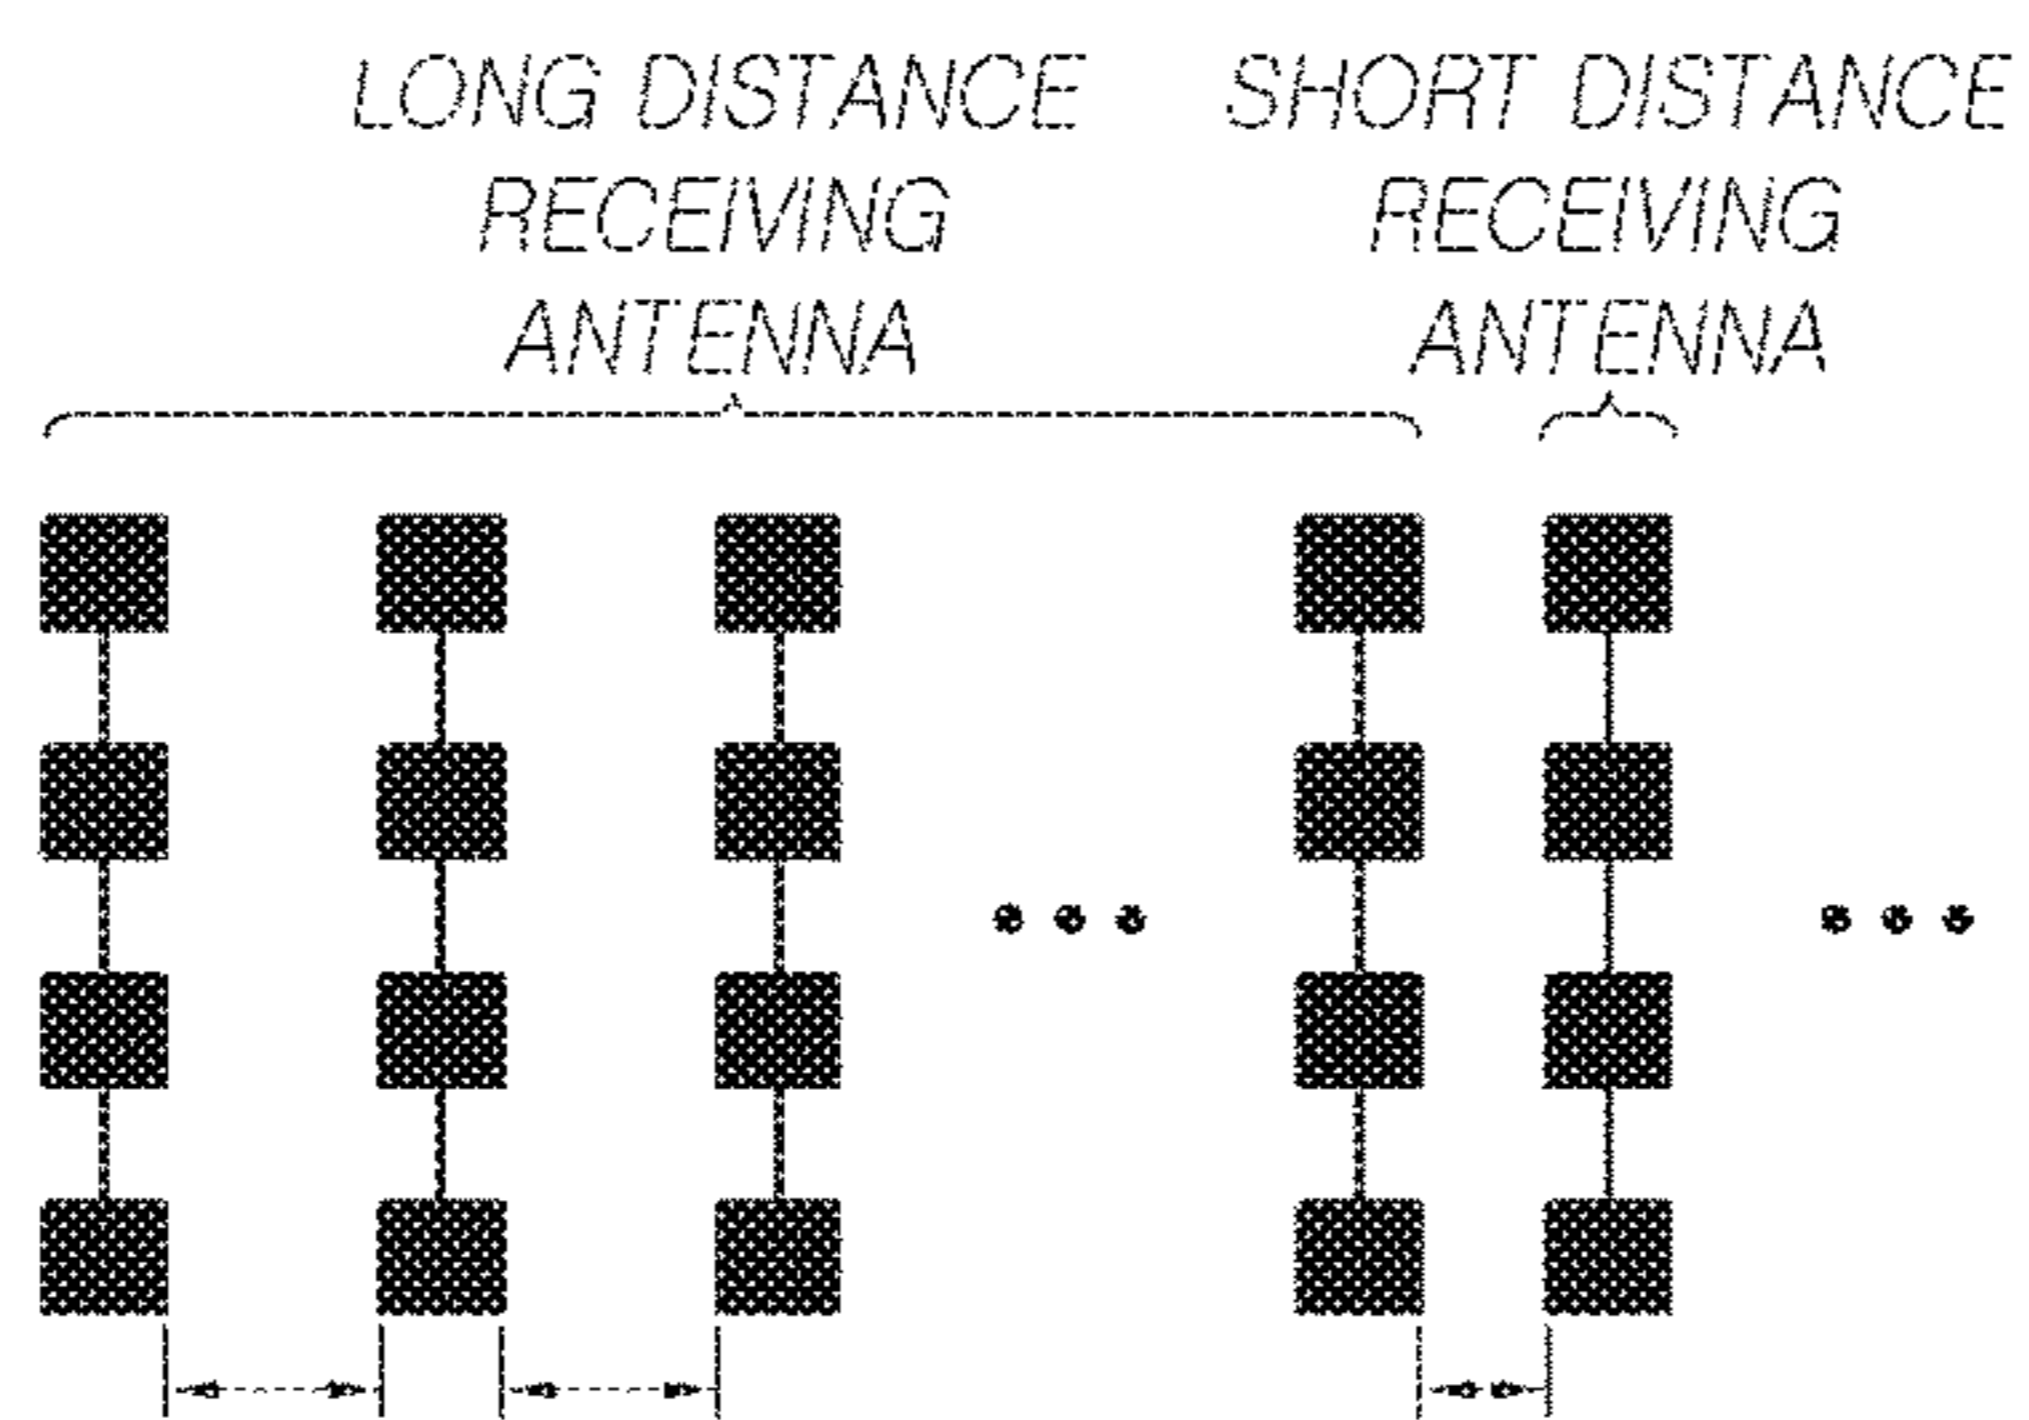 LONG DISTANCE
RECEIVING
ANTENNA
SHORT DISTANCE
RECEIVING
ANTENNA